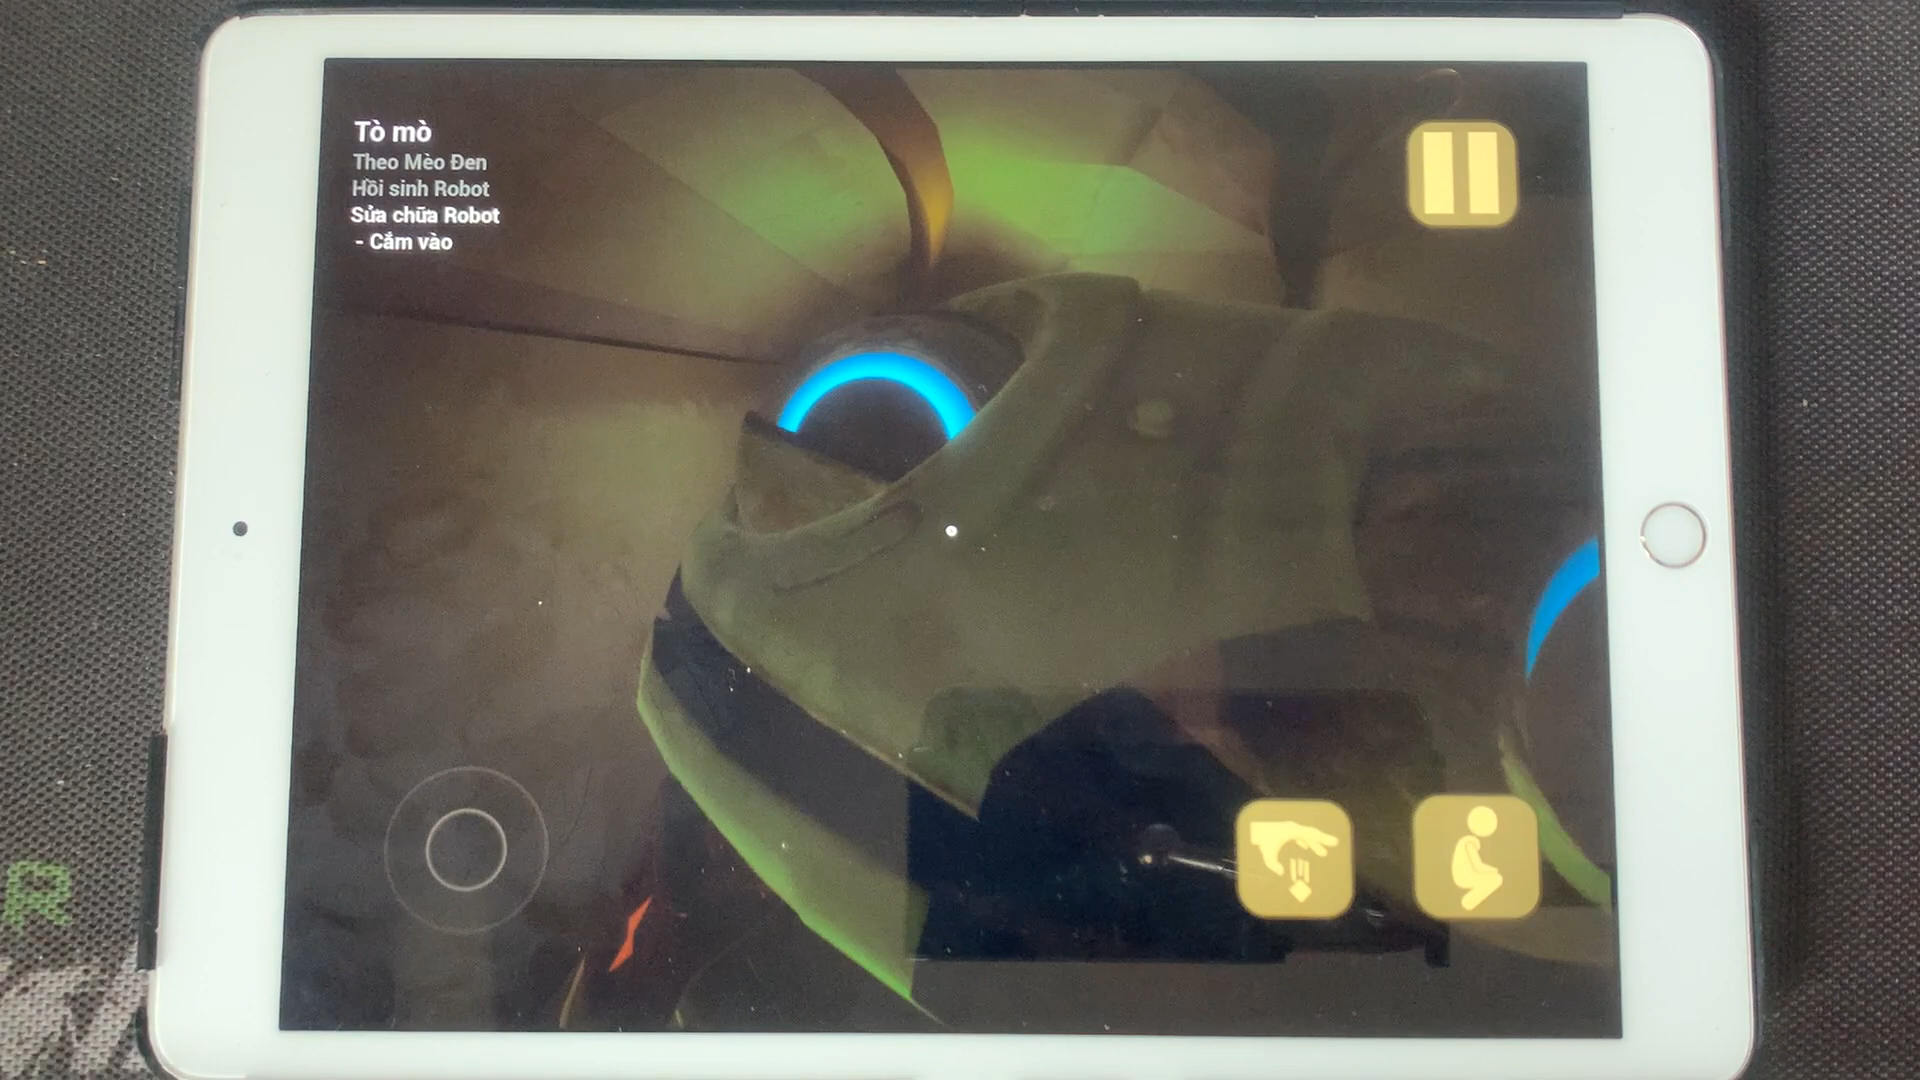 Tò mò
Theo Mèo Đen
Hồi sinh Robot
Sửa chữa Robot
- Cắm vào
R